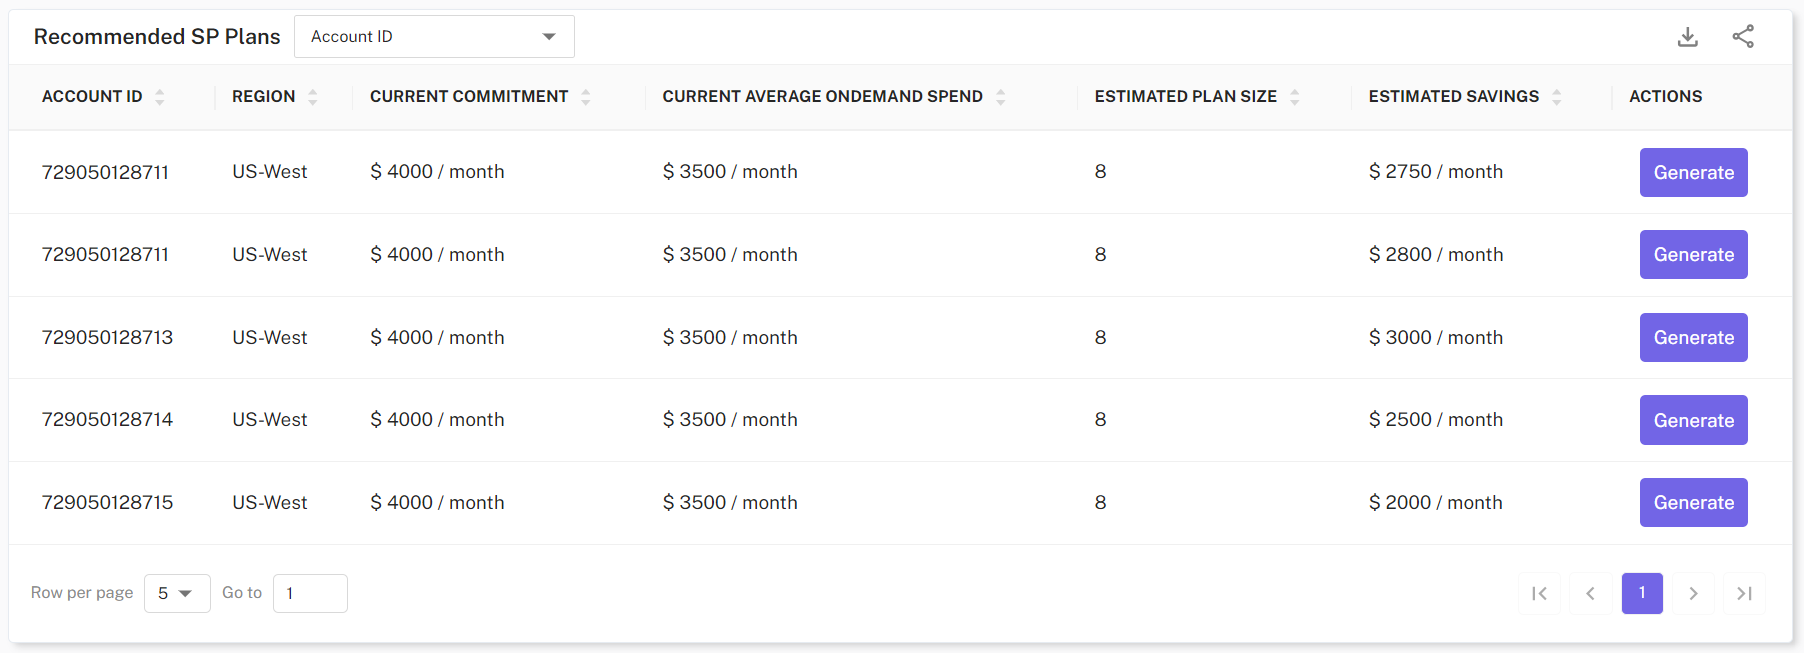 Recommended SP Plans Account ID
ACCOUNT ID REGION CURRENT COMMITMENT CURRENT AVERAGE ONDEMAND SPEND ESTIMATED PLAN SIZE ESTIMATED SAVINGS ACTIONS
729050128711 US-West $ 4000 / month $ 3500 / month 8 $ 2750 / month Generate
729050128711 US-West $ 4000 / month $ 3500 / month 8 $ 2800 / month Generate
729050128713 US-West $ 4000 / month $ 3500 / month 8 $ 3000 / month Generate
729050128714 US-West $ 4000 / month $ 3500 / month 8 $ 2500 / month Generate
729050128715 US-West $ 4000 / month $ 3500 / month 8 $ 2000 / month Generate
Row per page 5 Go to 1 1